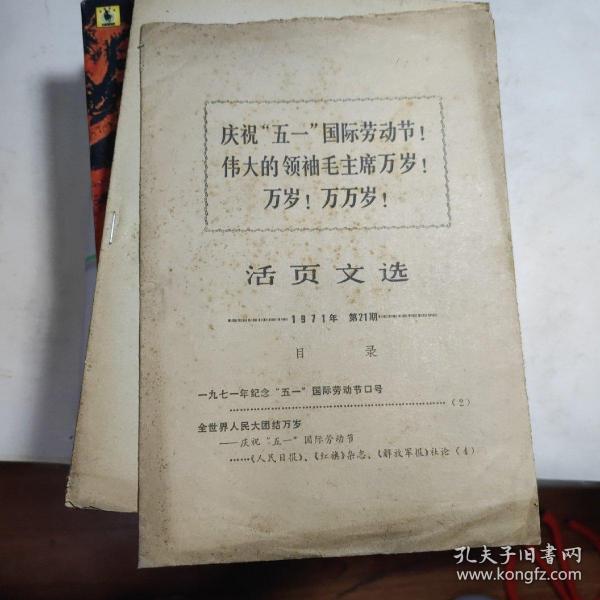 庆祝“五一”国际劳动节！
伟大的领袖毛主席万岁！
万岁！万万岁！
活页文选
1971年 第21期
目 录
一九七一年纪念“五一”国际劳动节口号
……………………………………………（2）
全世界人民大团结万岁
——庆祝“五一”国际劳动节
……《人民日报》、《红旗》杂志、《解放军报》社论（4）
孔夫子旧书网
www.kongfz.com